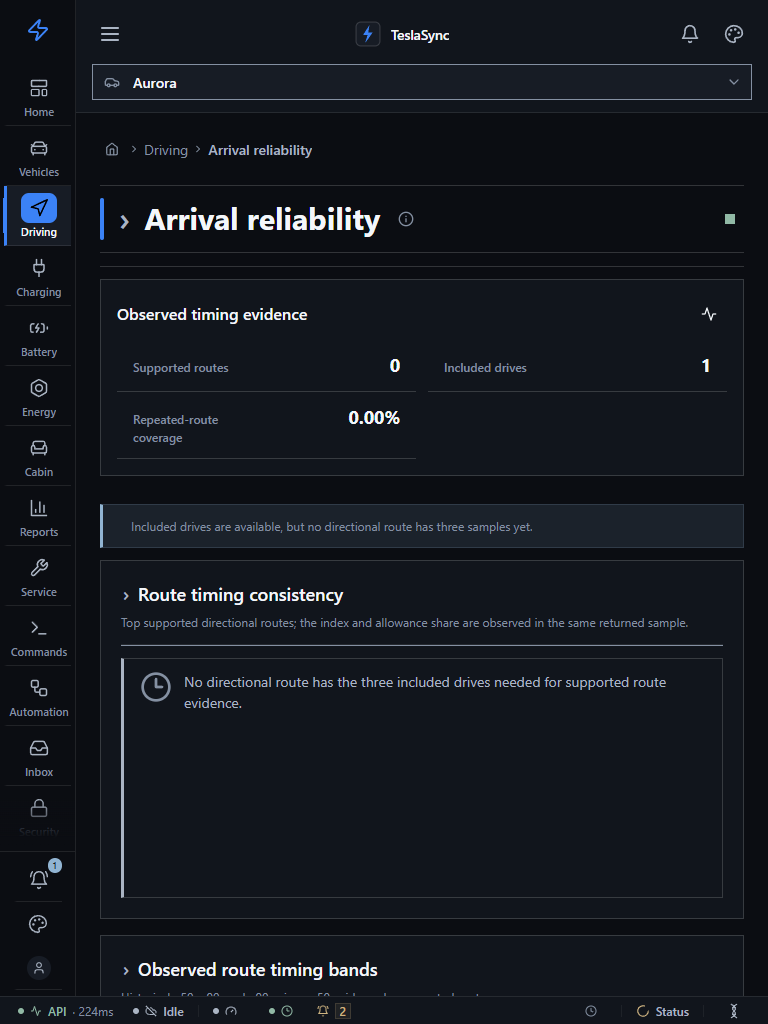 TeslaSync
Aurora
Home
Vehicles
Driving
Charging
Battery
Energy
Cabin
Reports
Service
Commands
Automation
Inbox
Security
1
Driving
Arrival reliability
Arrival reliability
Observed timing evidence
Supported routes
0
Included drives
1
Repeated-route
coverage
0.00%
Included drives are available, but no directional route has three samples yet.
Route timing consistency
Top supported directional routes; the index and allowance share are observed in the same returned sample.
No directional route has the three included drives needed for supported route
evidence.
Observed route timing bands
API · 224ms
Idle
2
Status